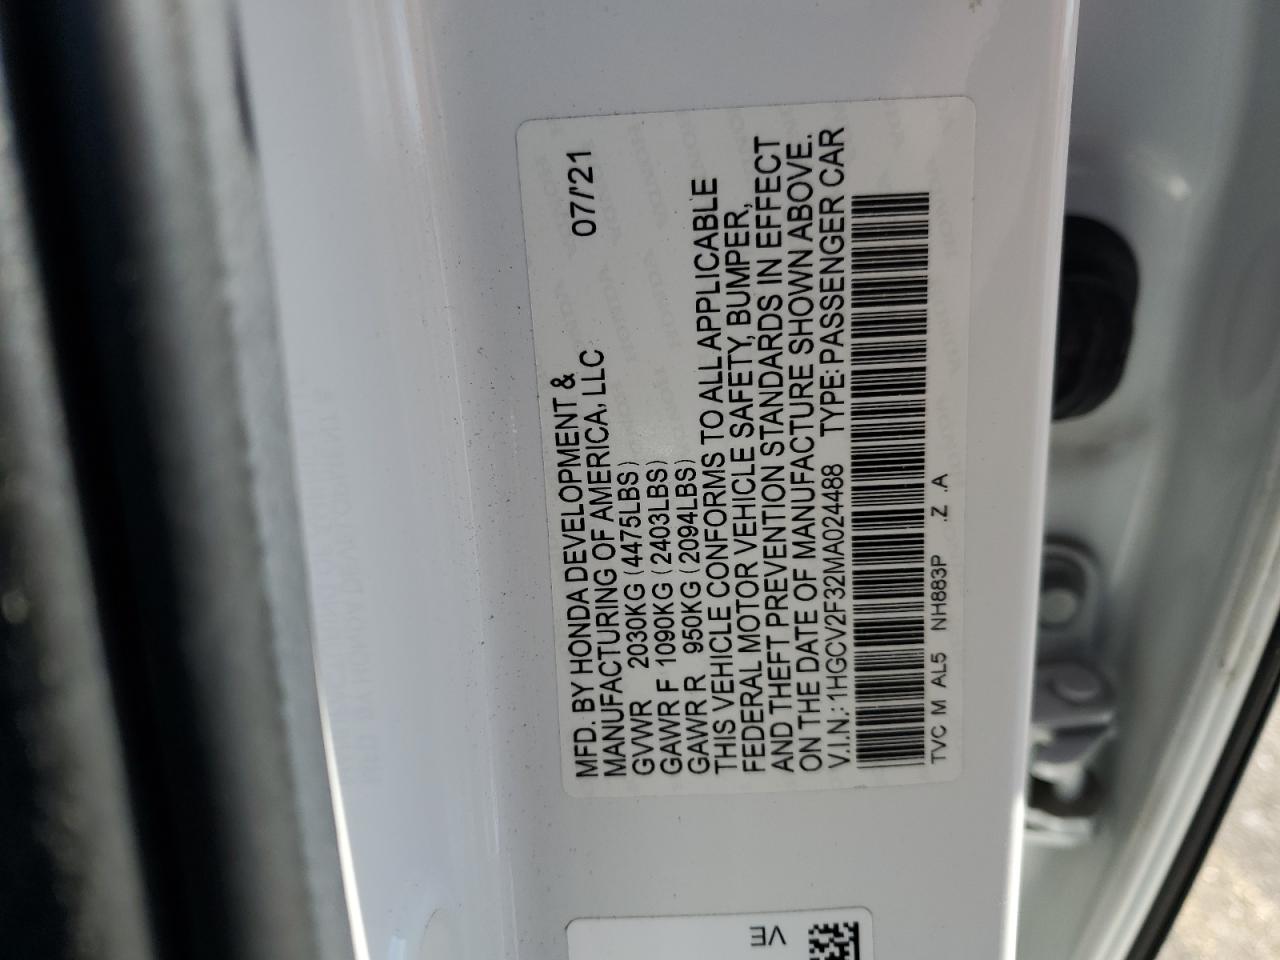 MFD. BY HONDA DEVELOPMENT &
MANUFACTURING OF AMERICA, LLC 07/'21
GVWR 2030KG (4475LBS)
GAWR F 1090KG (2403LBS)
GAWR R 950KG (2094LBS)
THIS VEHICLE CONFORMS TO ALL APPLICABLE
FEDERAL MOTOR VEHICLE SAFETY, BUMPER,
AND THEFT PREVENTION STANDARDS IN EFFECT
ON THE DATE OF MANUFACTURE SHOWN ABOVE.
V.I.N.: 1HGCV2F32MA024488 TYPE: PASSENGER CAR
TVC M AL5 NH883P .Z .A
VE